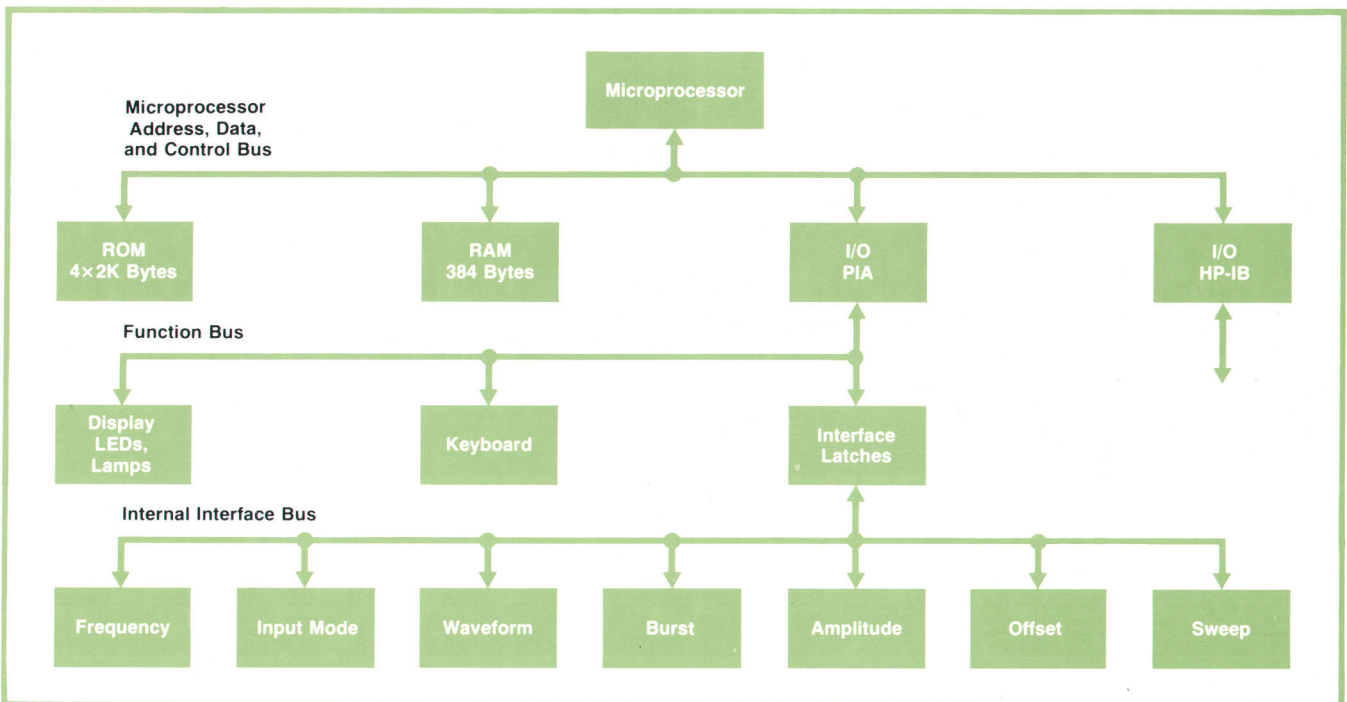 Microprocessor
Microprocessor
Address, Data,
and Control Bus
ROM
4×2K Bytes
RAM
384 Bytes
I/O
PIA
I/O
HP-IB
Function Bus
Display
LEDs,
Lamps
Keyboard
Interface
Latches
Internal Interface Bus
Frequency
Input Mode
Waveform
Burst
Amplitude
Offset
Sweep